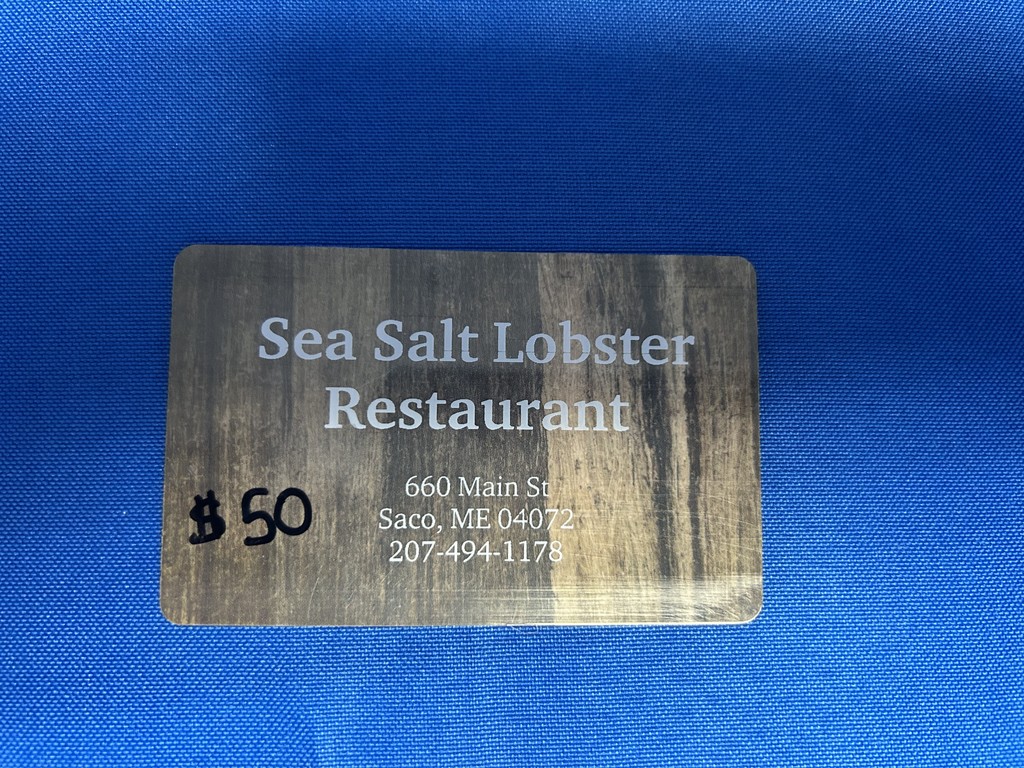 Sea Salt Lobster
Restaurant
660 Main St
Saco, ME 04072
207-494-1178
$50